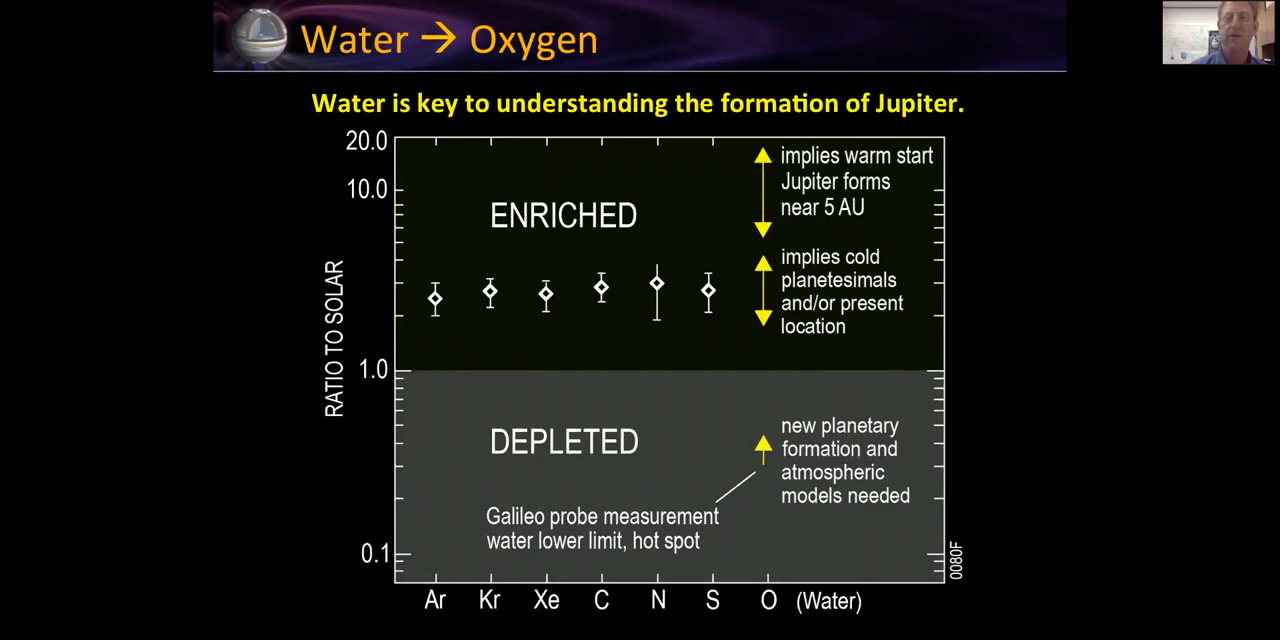 Water → Oxygen
Water is key to understanding the formation of Jupiter.
20.0
10.0
1.0
0.1
RATIO TO SOLAR
ENRICHED
DEPLETED
implies warm start
Jupiter forms
near 5 AU
implies cold
planetesimals
and/or present
location
new planetary
formation and
atmospheric
models needed
Galileo probe measurement
water lower limit, hot spot
0080F
Ar Kr Xe C N S O (Water)